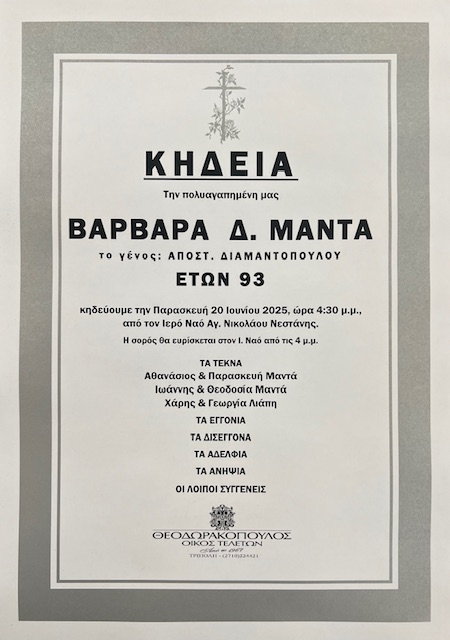 ΚΗΔΕΙΑ
Την πολυαγαπημένη μας
ΒΑΡΒΑΡΑ Δ. ΜΑΝΤΑ
το γένος: ΑΠΟΣΤ. ΔΙΑΜΑΝΤΟΠΟΥΛΟΥ
ΕΤΩΝ 93
κηδεύουμε την Παρασκευή 20 Ιουνίου 2025, ώρα 4:30 μ.μ.,
από τον Ιερό Ναό Αγ. Νικολάου Νεστάνης.
Η σορός θα ευρίσκεται στον Ι. Ναό από τις 4 μ.μ.
ΤΑ ΤΕΚΝΑ
Αθανάσιος & Παρασκευή Μαντά
Ιωάννης & Θεοδοσία Μαντά
Χάρης & Γεωργία Λιάπη
ΤΑ ΕΓΓΟΝΙΑ
ΤΑ ΔΙΣΕΓΓΟΝΑ
ΤΑ ΑΔΕΛΦΙΑ
ΤΑ ΑΝΗΨΙΑ
ΟΙ ΛΟΙΠΟΙ ΣΥΓΓΕΝΕΙΣ
ΘΕΟΔΩΡΑΚΟΠΟΥΛΟΣ
ΟΙΚΟΣ ΤΕΛΕΤΩΝ
ΤΡΙΠΟΛΗ